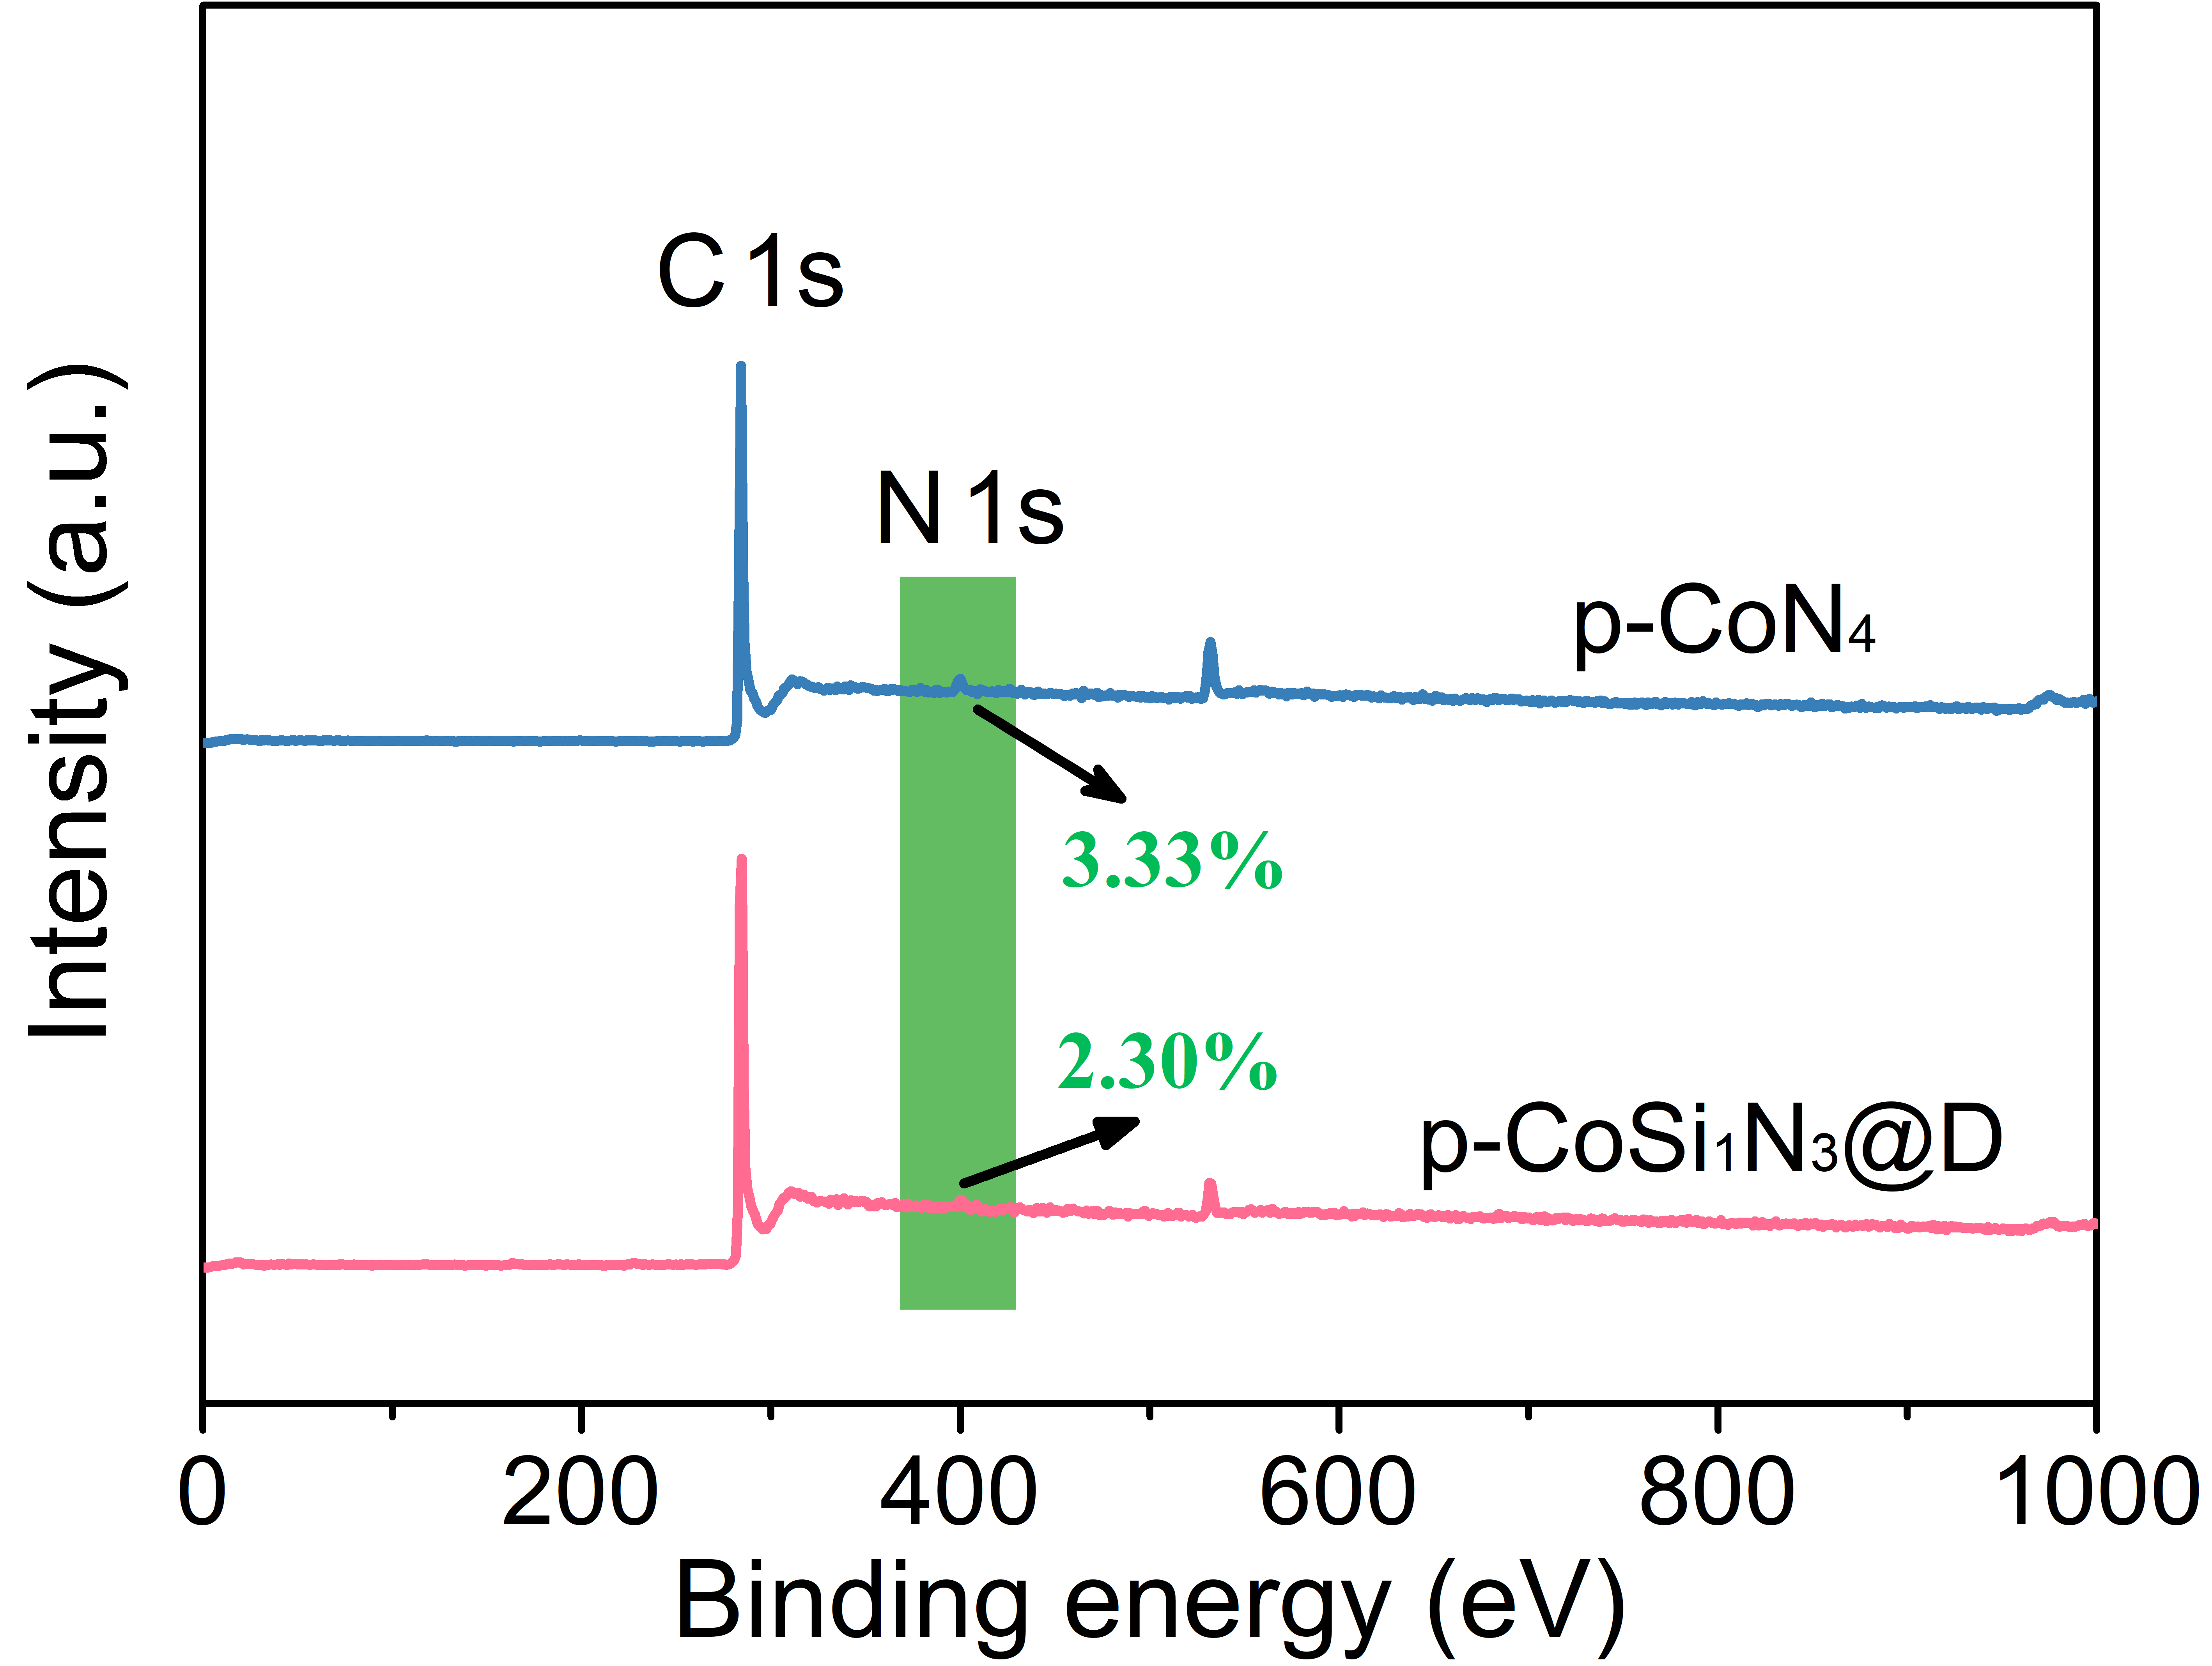 C 1s
N 1s
p-CoN₄
3.33%
2.30%
p-CoSi₁N₃@D
Intensity (a.u.)
0 200 400 600 800 1000
Binding energy (eV)